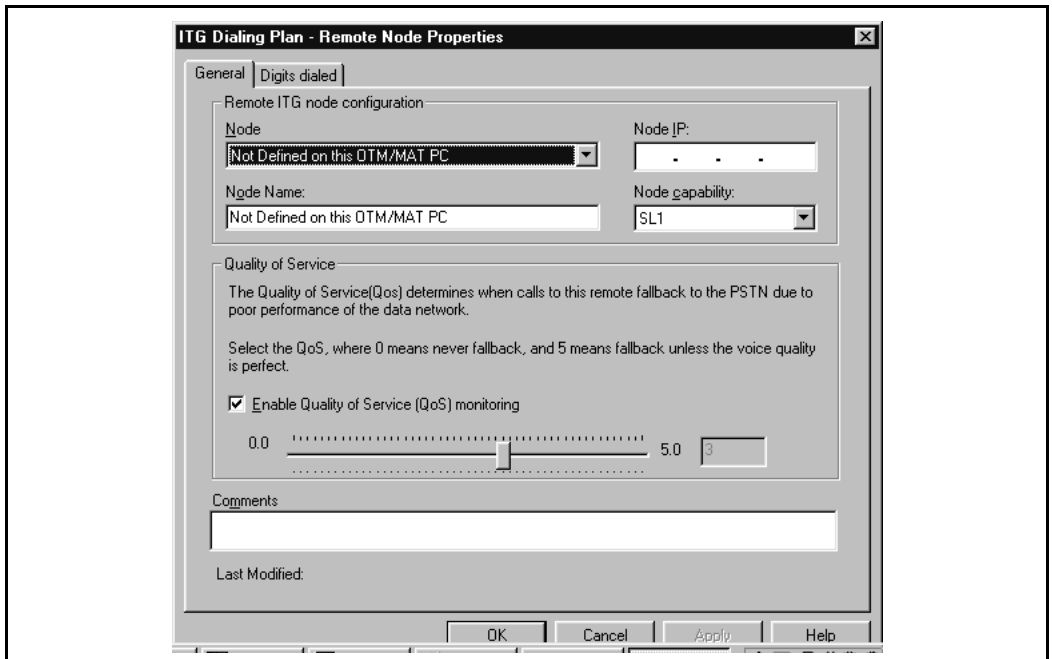 ITG Dialing Plan - Remote Node Properties
General
Digits dialed
Remote ITG node configuration
Node
Node IP:
Not Defined on this OTM/MAT PC
. . .
Node Name:
Node capability:
Not Defined on this OTM/MAT PC
SL1
Quality of Service
The Quality of Service(Qos) determines when calls to this remote fallback to the PSTN due to
poor performance of the data network.
Select the QoS, where 0 means never fallback, and 5 means fallback unless the voice quality
is perfect.
Enable Quality of Service (QoS) monitoring
0.0
5.0
3
Comments
Last Modified:
OK
Cancel
Apply
Help